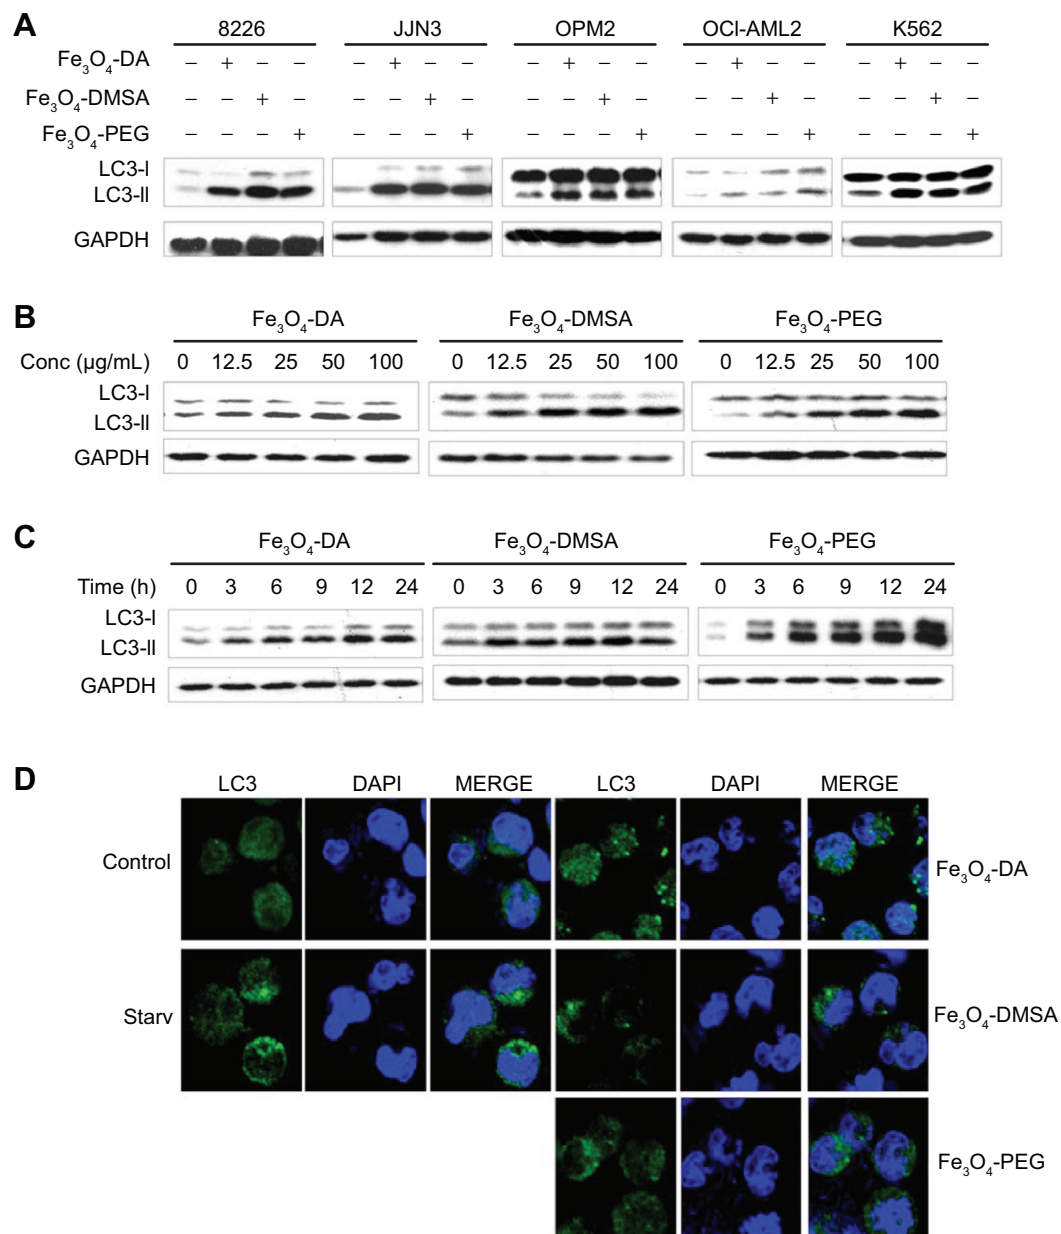 A
8226 JJN3 OPM2 OCI-AML2 K562
Fe3O4-DA − + − − − + − − − + − − − + − − − + − −
Fe3O4-DMSA − − + − − − + − − − + − − − + − − − + −
Fe3O4-PEG − − − + − − − + − − − + − − − + − − − +
LC3-I
LC3-II
GAPDH
B
Fe3O4-DA Fe3O4-DMSA Fe3O4-PEG
Conc (µg/mL) 0 12.5 25 50 100 0 12.5 25 50 100 0 12.5 25 50 100
LC3-I
LC3-II
GAPDH
C
Fe3O4-DA Fe3O4-DMSA Fe3O4-PEG
Time (h) 0 3 6 9 12 24 0 3 6 9 12 24 0 3 6 9 12 24
LC3-I
LC3-II
GAPDH
D
LC3 DAPI MERGE LC3 DAPI MERGE
Control Fe3O4-DA
Starv Fe3O4-DMSA
Fe3O4-PEG